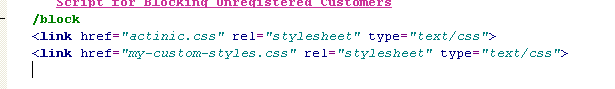 Script for Blocking Unregistered Customers
/block
<link href="actinic.css" rel="stylesheet" type="text/css">
<link href="my-custom-styles.css" rel="stylesheet" type="text/css">